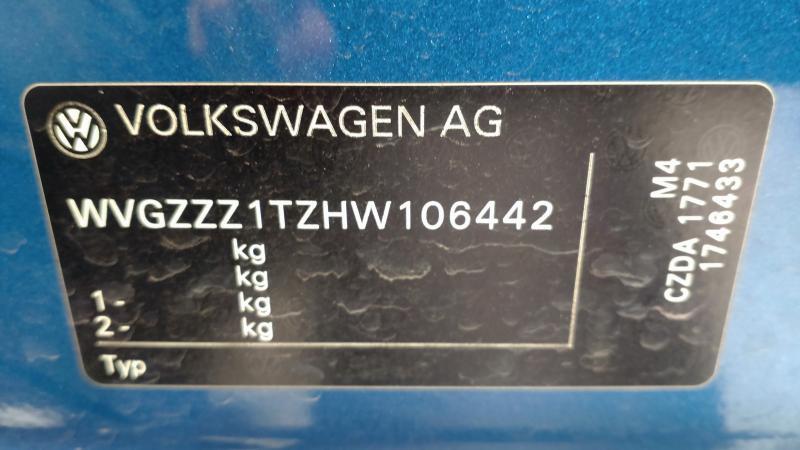 VOLKSWAGEN AG
WVGZZZ1TZHW106442
kg
kg
1- kg
2- kg
Typ
M4
CZDA 1771
1746433